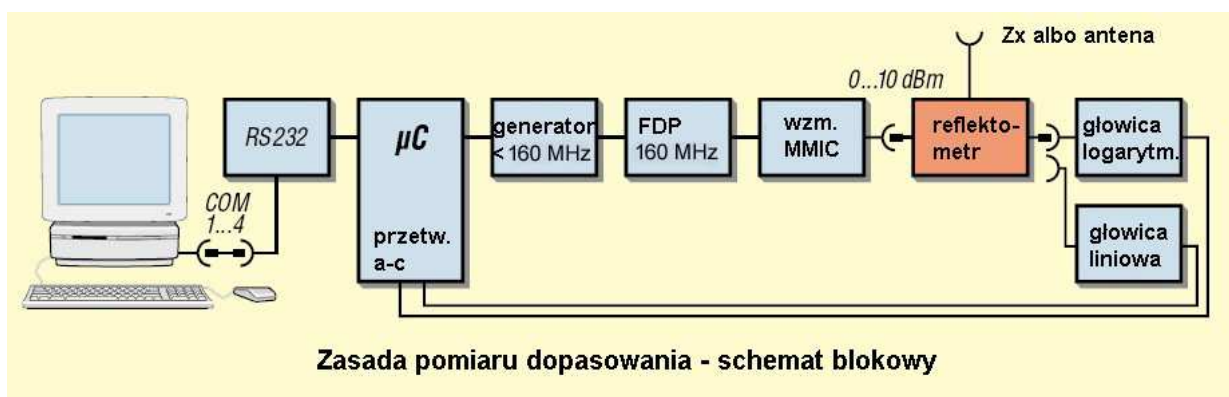 Zx albo antena
0...10 dBm
RS232
µC
generator
< 160 MHz
FDP
160 MHz
wzm.
MMIC
reflekto-
metr
głowica
logarytm.
COM
1...4
przetw.
a-c
głowica
liniowa
Zasada pomiaru dopasowania - schemat blokowy